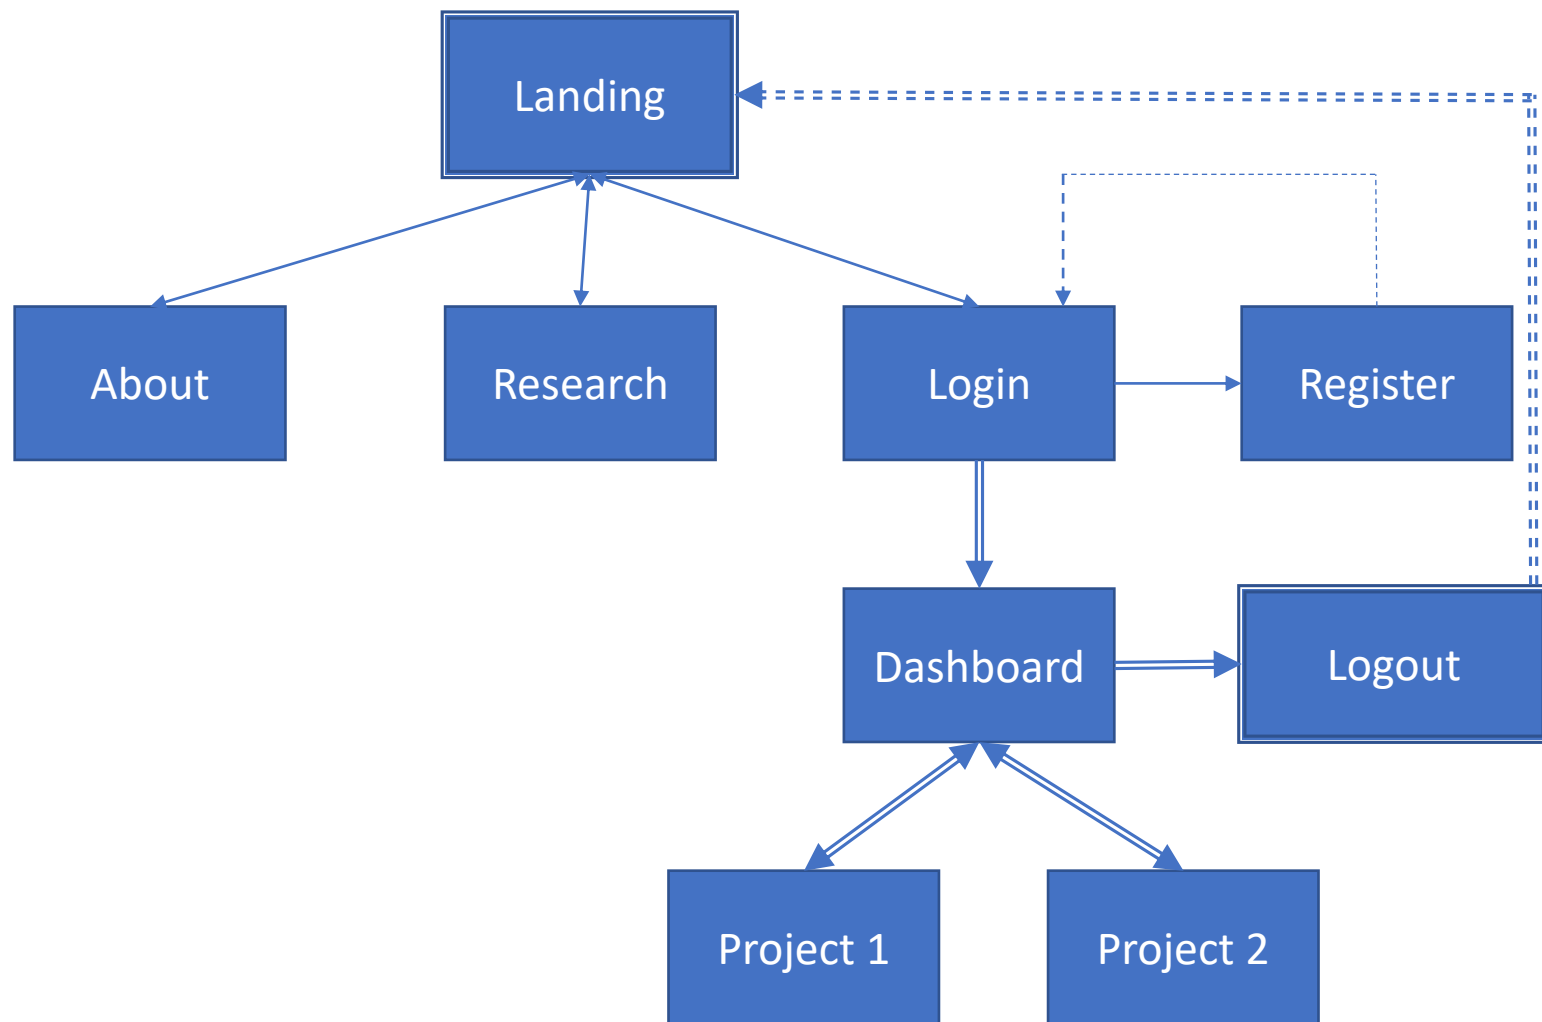 Landing
About
Research
Login
Register
Dashboard
Logout
Project 1
Project 2